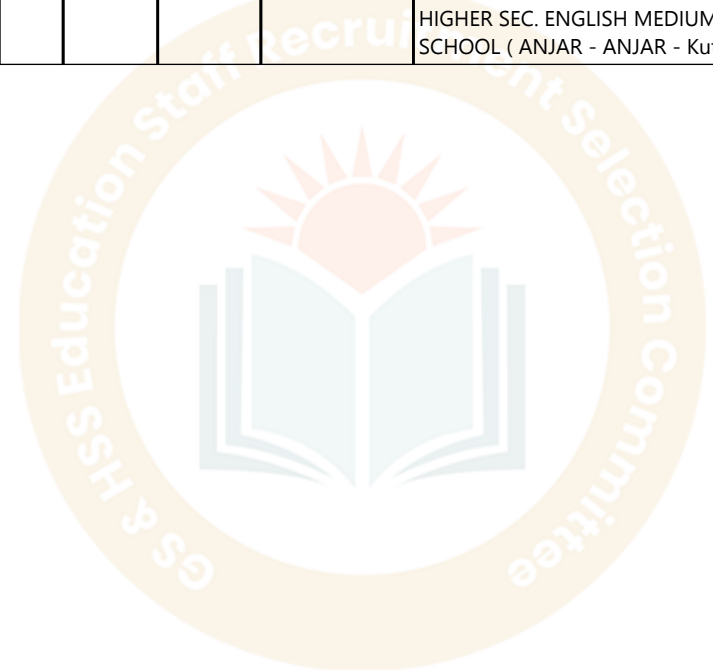 HIGHER SEC. ENGLISH MEDIUM
SCHOOL ( ANJAR - ANJAR -
GS & HSS Education Staff Recruitment Selection Committee